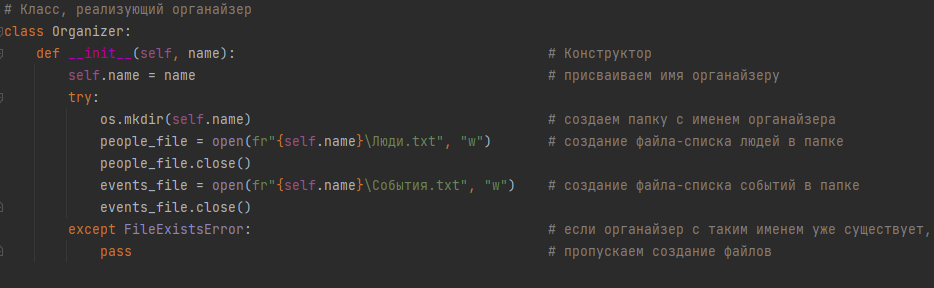 # Класс, реализующий органайзер
class Organizer:
    def __init__(self, name):                                       # Конструктор
        self.name = name                                            # присваиваем имя органайзеру
        try:
            os.mkdir(self.name)                                     # создаем папку с именем органайзера
            people_file = open(fr"{self.name}\Люди.txt", "w")       # создание файла-списка людей в папке
            people_file.close()
            events_file = open(fr"{self.name}\События.txt", "w")    # создание файла-списка событий в папке
            events_file.close()
        except FileExistsError:                                     # если органайзер с таким именем уже существует,
            pass                                                    # пропускаем создание файлов